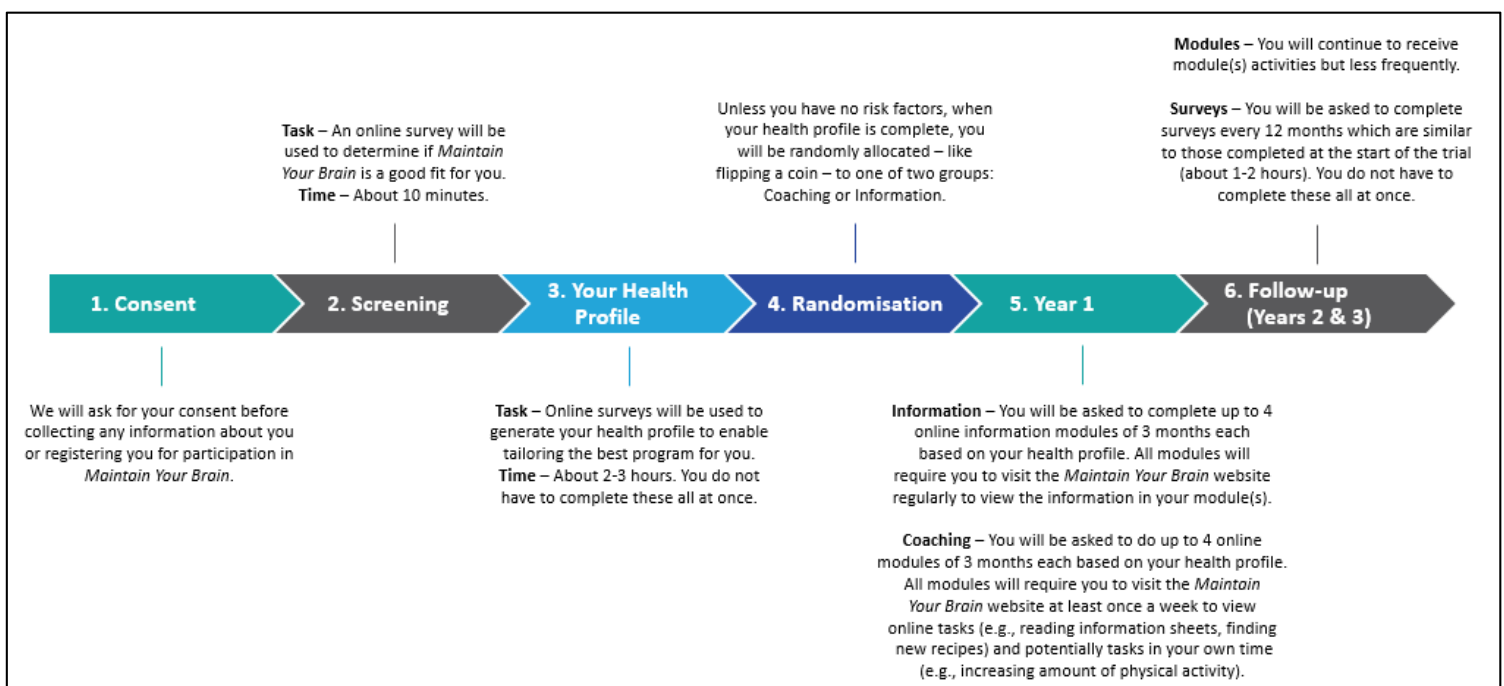 Modules – You will continue to receive
module(s) activities but less frequently.
Surveys – You will be asked to complete
surveys every 12 months which are similar
to those completed at the start of the trial
(about 1-2 hours). You do not have to
complete these all at once.
Unless you have no risk factors, when
your health profile is complete, you
will be randomly allocated – like
flipping a coin – to one of two groups:
Coaching or Information.
Task – An online survey will be
used to determine if Maintain
Your Brain is a good fit for you.
Time – About 10 minutes.
1. Consent
2. Screening
3. Your Health
Profile
4. Randomisation
5. Year 1
6. Follow-up
(Years 2 & 3)
We will ask for your consent before
collecting any information about you
or registering you for participation in
Maintain Your Brain.
Task – Online surveys will be used to
generate your health profile to enable
tailoring the best program for you.
Time – About 2-3 hours. You do not
have to complete these all at once.
Information – You will be asked to complete up to 4
online information modules of 3 months each
based on your health profile. All modules will
require you to visit the Maintain Your Brain website
regularly to view the information in your module(s).
Coaching – You will be asked to do up to 4 online
modules of 3 months each based on your health profile.
All modules will require you to visit the Maintain
Your Brain website at least once a week to view
online tasks (e.g., reading information sheets, finding
new recipes) and potentially tasks in your own time
(e.g., increasing amount of physical activity).